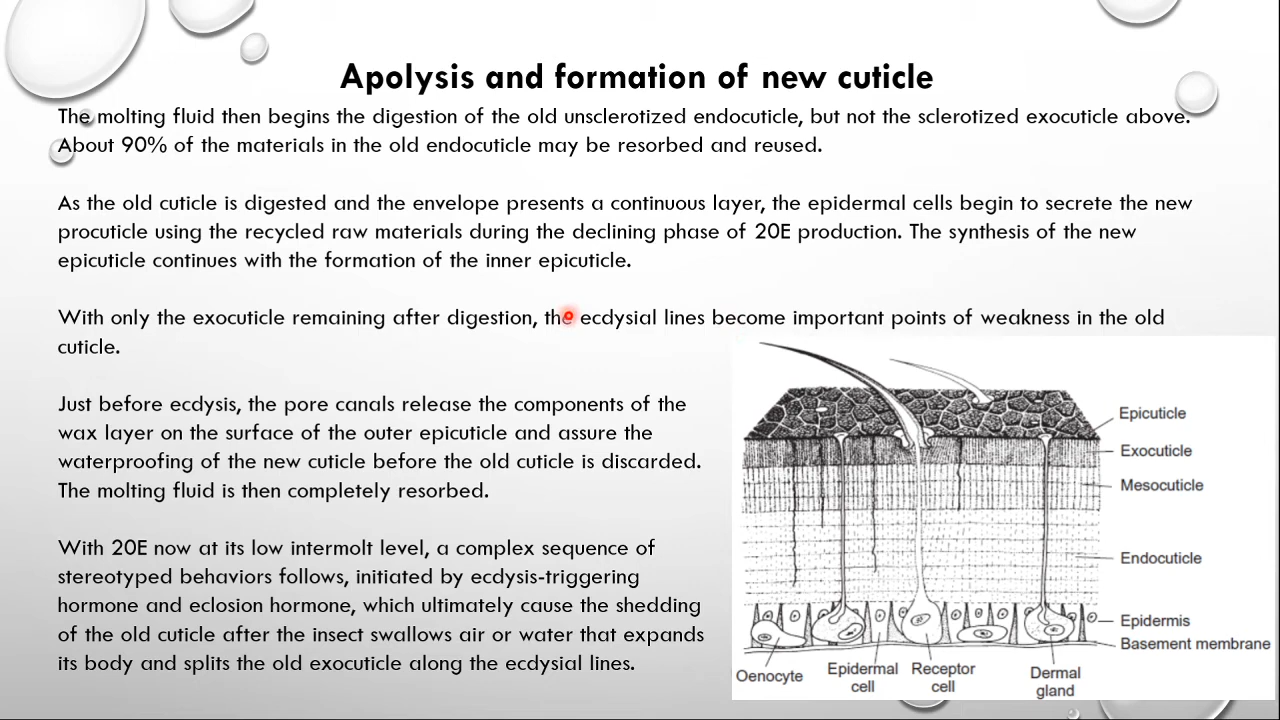 Apolysis and formation of new cuticle
The molting fluid then begins the digestion of the old unsclerotized endocuticle, but not the sclerotized exocuticle above.
About 90% of the materials in the old endocuticle may be resorbed and reused.
As the old cuticle is digested and the envelope presents a continuous layer, the epidermal cells begin to secrete the new
procuticle using the recycled raw materials during the declining phase of 20E production. The synthesis of the new
epicuticle continues with the formation of the inner epicuticle.
With only the exocuticle remaining after digestion, the ecdysial lines become important points of weakness in the old
cuticle.
Just before ecdysis, the pore canals release the components of the
wax layer on the surface of the outer epicuticle and assure the
waterproofing of the new cuticle before the old cuticle is discarded.
The molting fluid is then completely resorbed.
With 20E now at its low intermolt level, a complex sequence of
stereotyped behaviors follows, initiated by ecdysis-triggering
hormone and eclosion hormone, which ultimately cause the shedding
of the old cuticle after the insect swallows air or water that expands
its body and splits the old exocuticle along the ecdysial lines.
Epicuticle
Exocuticle
Mesocuticle
Endocuticle
Epidermis
Basement membrane
Oenocyte
Epidermal
cell
Receptor
cell
Dermal
gland